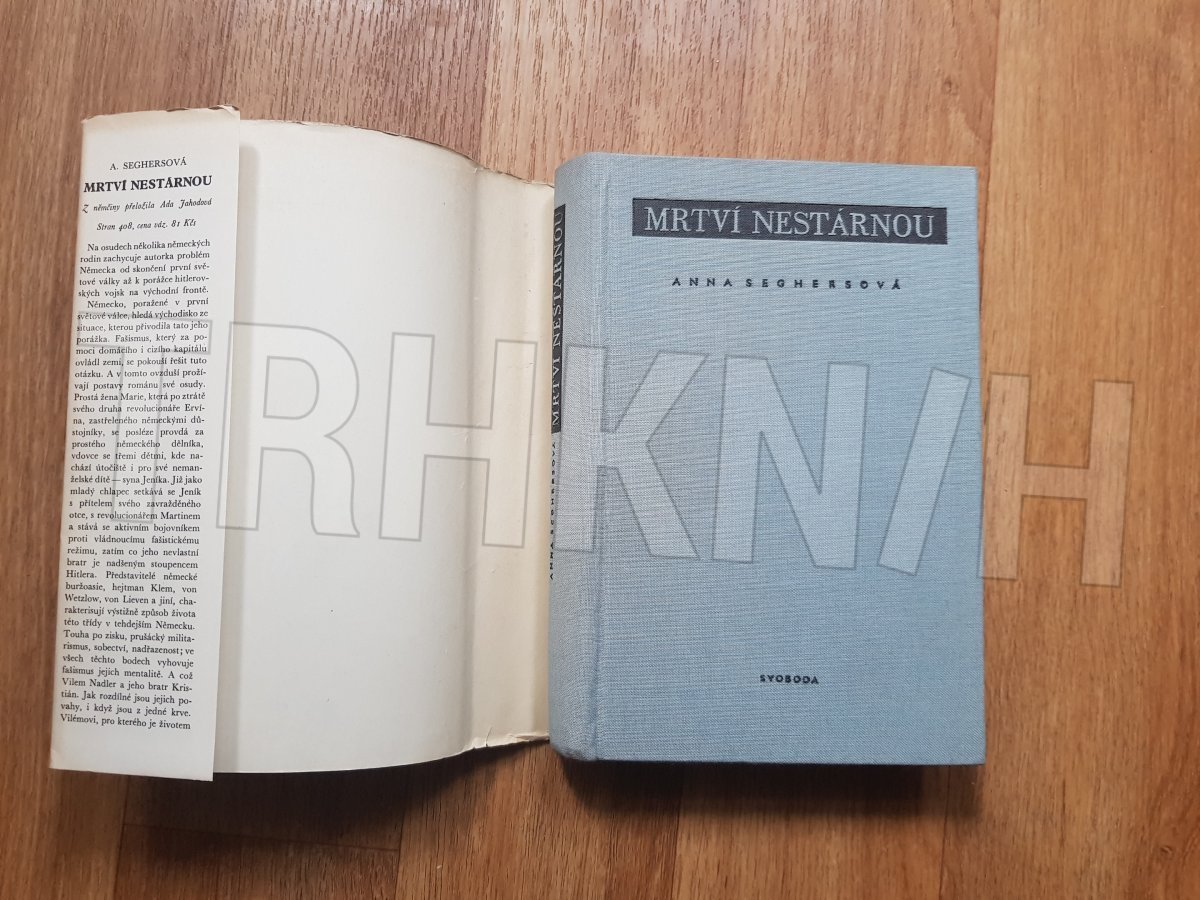 A. SEGHERSOVÁ
MRTVÍ NESTÁRNOU
Z němčiny přeložila Ada Jahodová
Stran 408, cena váz. 81 Kčs
Na osudech několika německých
rodin zachycuje autorka problém
Německa od skončení první svě-
tové války až k porážce hitlerov-
ských vojsk na východní frontě.
Německo, poražené v první
světové válce, hledá východisko ze
situace, kterou přivodila tato jeho
porážka. Fašismus, který za po-
moci domácího i cizího kapitálu
ovládl zemi, se pokouší řešit tuto
otázku. A v tomto ovzduší proží-
vají postavy románu své osudy.
Prostá žena Marie, která po ztrátě
svého druha revolucionáře Erví-
na, zastřeleného německými dů-
stojníky, se posléze provdá za
prostého německého dělníka,
vdovce se třemi dětmi, kde na-
chází útočiště i pro své neman-
želské dítě — syna Jeníka. Již jako
mladý chlapec setkává se Jeník
s přítelem svého zavražděného
otce, s revolucionářem Martinem
a stává se aktivním bojovníkem
proti vládnoucímu fašistickému
režimu, zatím co jeho nevlastní
bratr je nadšeným stoupencem
Hitlera. Představitelé německé
buržoasie, hejtman Klem, von
Wetzlow, von Lieven a jiní, cha-
rakterisují výstižně způsob života
této třídy v tehdejším Německu.
Touha po zisku, prušácký milita-
rismus, sobectví, nadřazenost; ve
všech těchto bodech vyhovuje
fašismus jejich mentalitě. A což
Vilem Nadler a jeho bratr Kris-
tián. Jak rozdílné jsou jejich po-
vahy, i když jsou z jedné krve.
Vilémovi, pro kterého je životem
ANNA SEGHERSOVÁ MRTVÍ NESTÁRNOU
MRTVÍ NESTÁRNOU
ANNA SEGHERSOVÁ
SVOBODA
TRHKNIH